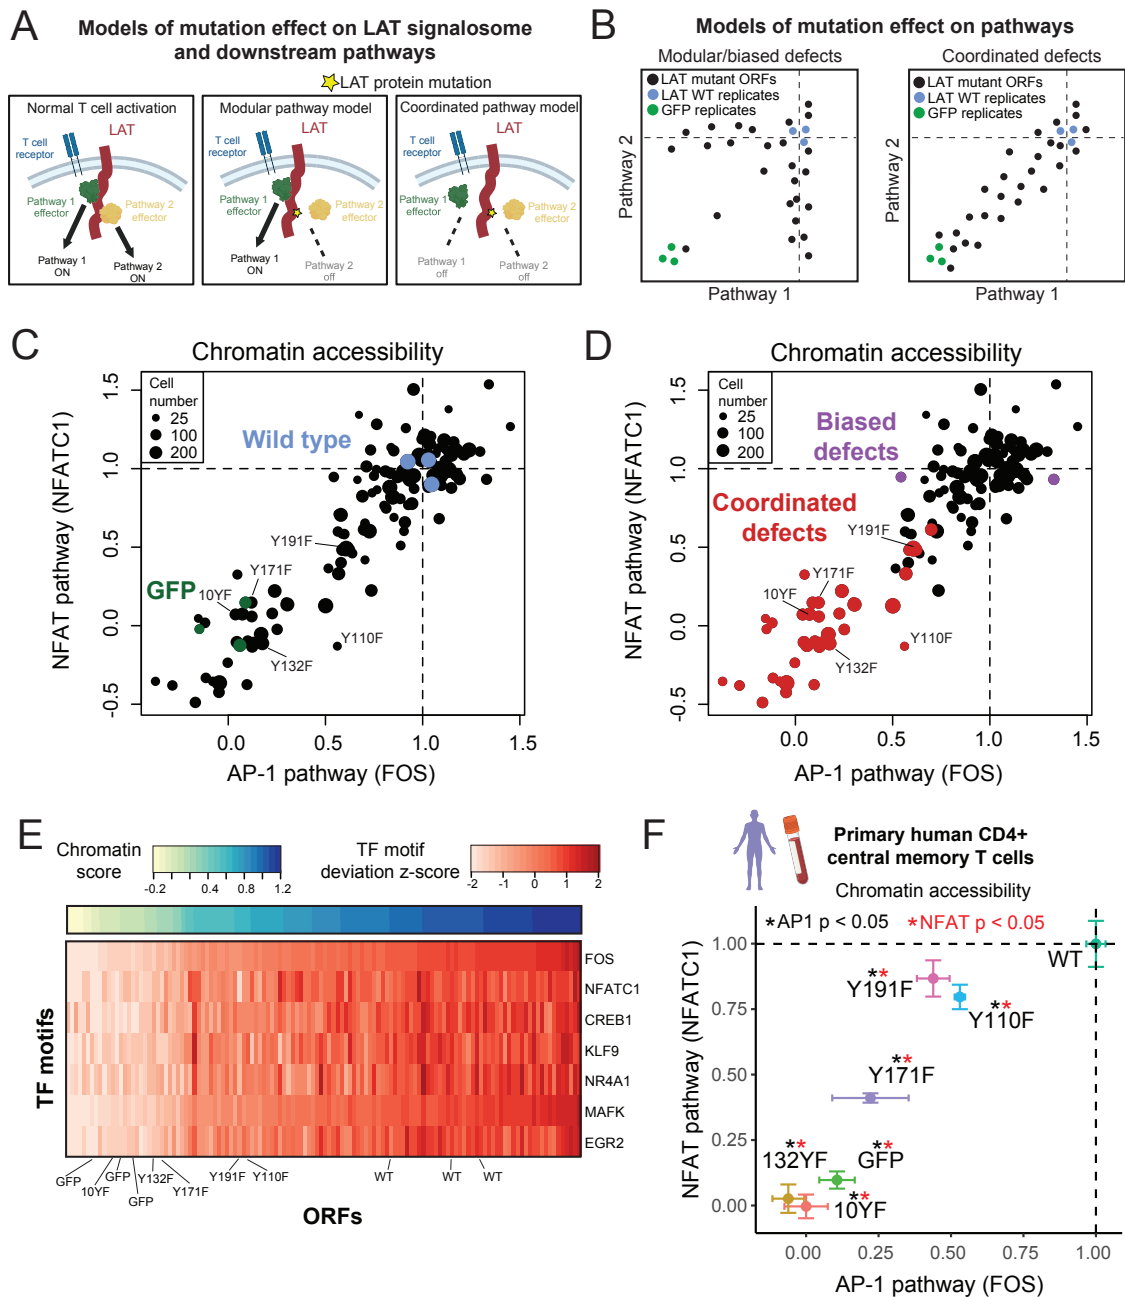 A
Models of mutation effect on LAT signalosome
and downstream pathways
LAT protein mutation
Normal T cell activation
LAT
T cell
receptor
Pathway 1
effector
Pathway 2
effector
Pathway 1
ON
Pathway 2
ON
Modular pathway model
LAT
T cell
receptor
Pathway 1
effector
Pathway 2
effector
Pathway 1
ON
Pathway 2
off
Coordinated pathway model
LAT
T cell
receptor
Pathway 1
effector
Pathway 2
effector
Pathway 1
off
Pathway 2
off
B
Models of mutation effect on pathways
Modular/biased defects
LAT mutant ORFs
LAT WT replicates
GFP replicates
Pathway 2
Pathway 1
Coordinated defects
LAT mutant ORFs
LAT WT replicates
GFP replicates
Pathway 2
Pathway 1
C
Chromatin accessibility
Cell
number
25
100
200
Wild type
GFP
Y191F
Y171F
10YF
Y110F
Y132F
NFAT pathway (NFATC1)
1.5
1.0
0.5
0.0
-0.5
0.0
0.5
1.0
1.5
AP-1 pathway (FOS)
D
Chromatin accessibility
Cell
number
25
100
200
Biased
defects
Coordinated
defects
Y191F
Y171F
10YF
Y110F
Y132F
NFAT pathway (NFATC1)
1.5
1.0
0.5
0.0
-0.5
0.0
0.5
1.0
1.5
AP-1 pathway (FOS)
E
Chromatin
score
-0.2
0.4
0.8
1.2
TF motif
deviation z-score
-2
-1
0
1
2
TF motifs
FOS
NFATC1
CREB1
KLF9
NR4A1
MAFK
EGR2
GFP
10YF
GFP
GFP
Y132F
Y171F
Y191F
Y110F
WT
WT
WT
ORFs
F
Primary human CD4+
central memory T cells
Chromatin accessibility
*AP1 p < 0.05
*NFAT p < 0.05
WT
**
Y191F
**
Y110F
**
Y171F
**
132YF
**
GFP
**
10YF
NFAT pathway (NFATC1)
1.00
0.75
0.50
0.25
0.00
0.00
0.25
0.50
0.75
1.00
AP-1 pathway (FOS)